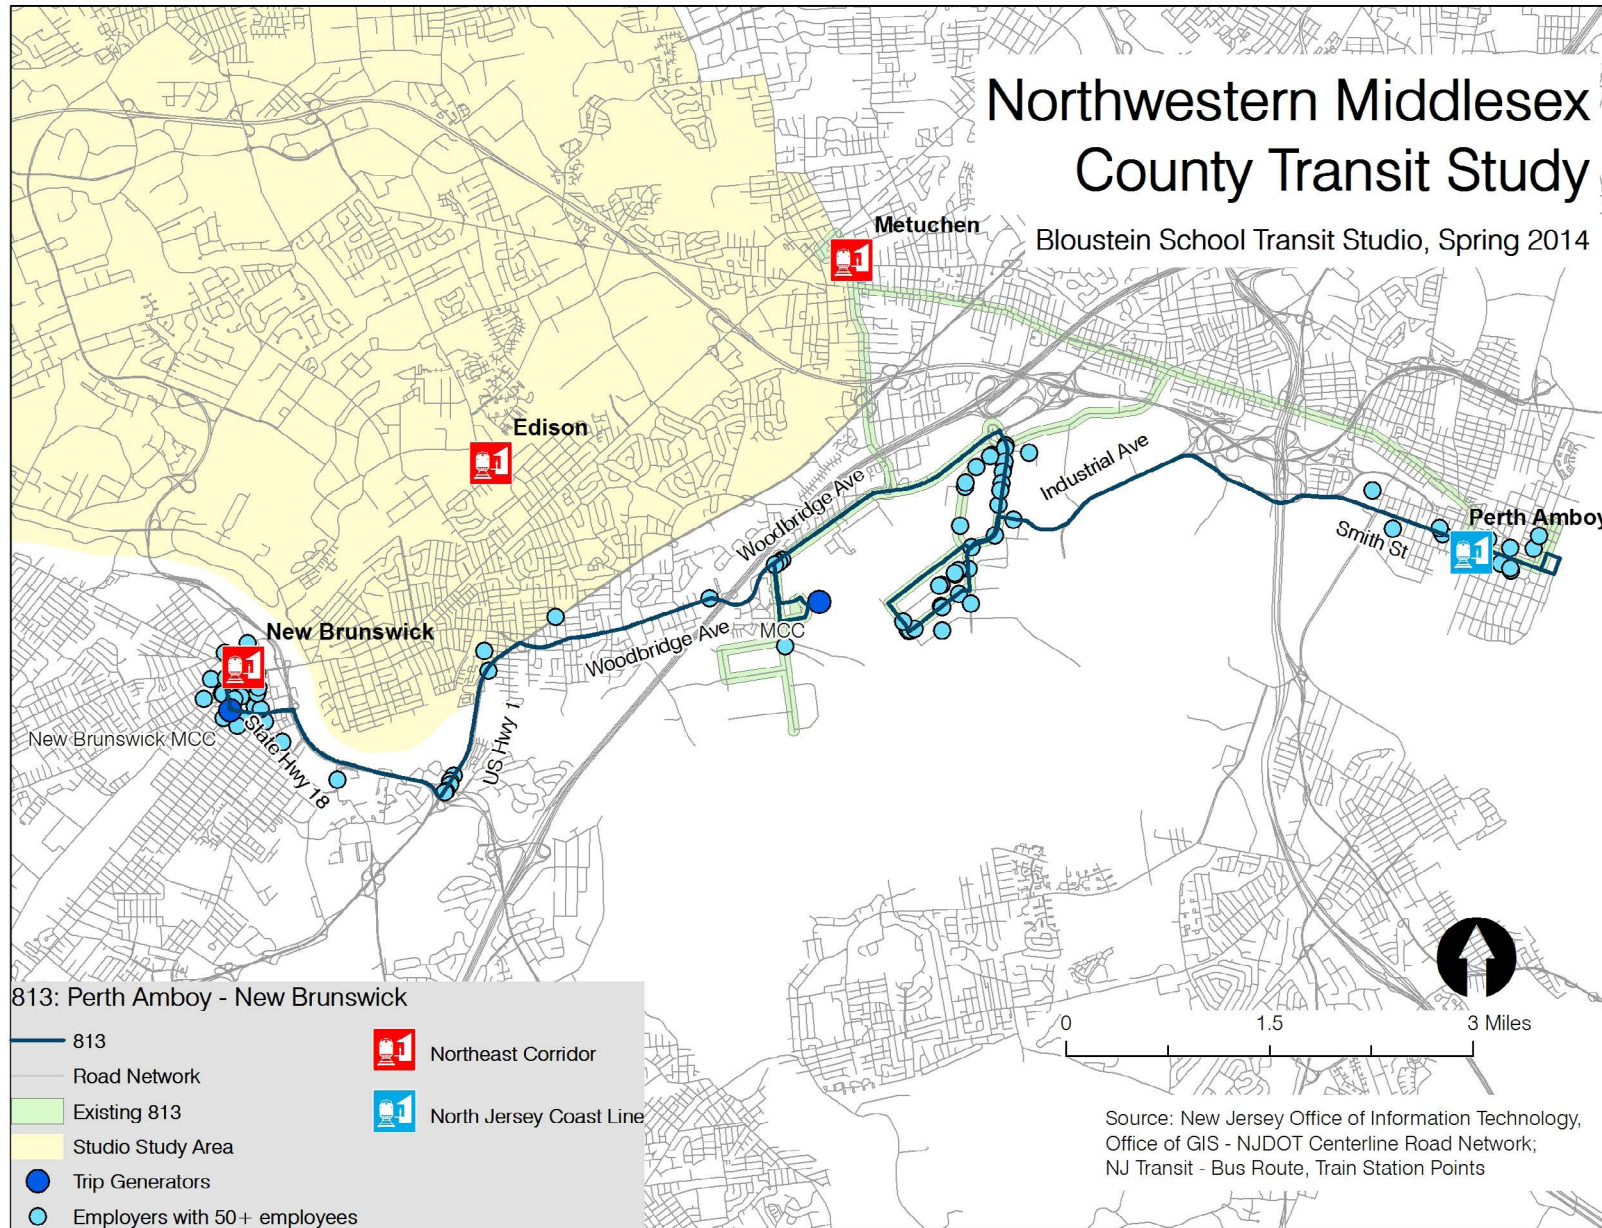 Northwestern Middlesex
County Transit Study
Bloustein School Transit Studio, Spring 2014
Metuchen
Edison
Woodbridge Ave
Industrial Ave
Perth Amboy
Smith St
New Brunswick
MCC
Woodbridge Ave
US Hwy 1
State Hwy 18
New Brunswick MCC
813: Perth Amboy - New Brunswick
813
Road Network
Existing 813
Studio Study Area
Trip Generators
Employers with 50+ employees
Northeast Corridor
North Jersey Coast Line
0 1.5 3 Miles
Source: New Jersey Office of Information Technology,
Office of GIS - NJDOT Centerline Road Network;
NJ Transit - Bus Route, Train Station Points